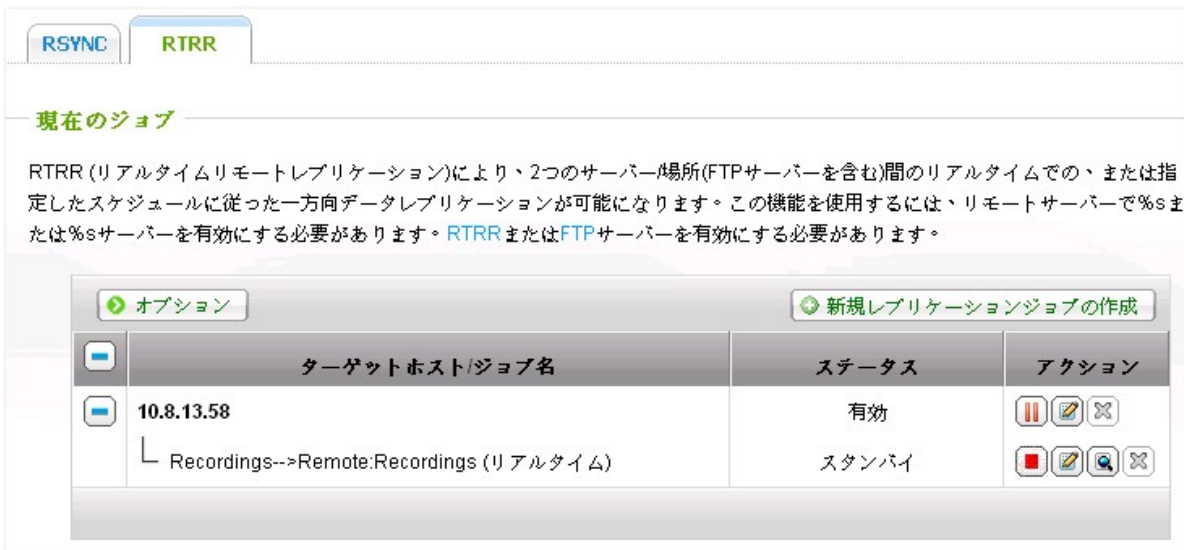 RSYNC RTRR
現在のジョブ
RTRR (リアルタイムリモートレプリケーション)により、2つのサーバー/場所(FTPサーバーを含む)間のリアルタイムでの、または指
定したスケジュールに従った一方向データレプリケーションが可能になります。この機能を使用するには、リモートサーバーで%sま
たは%sサーバーを有効にする必要があります。RTRRまたはFTPサーバーを有効にする必要があります。
オプション 新規レプリケーションジョブの作成
ターゲットホスト/ジョブ名 ステータス アクション
10.8.13.58 有効
Recordings-->Remote:Recordings (リアルタイム) スタンバイ